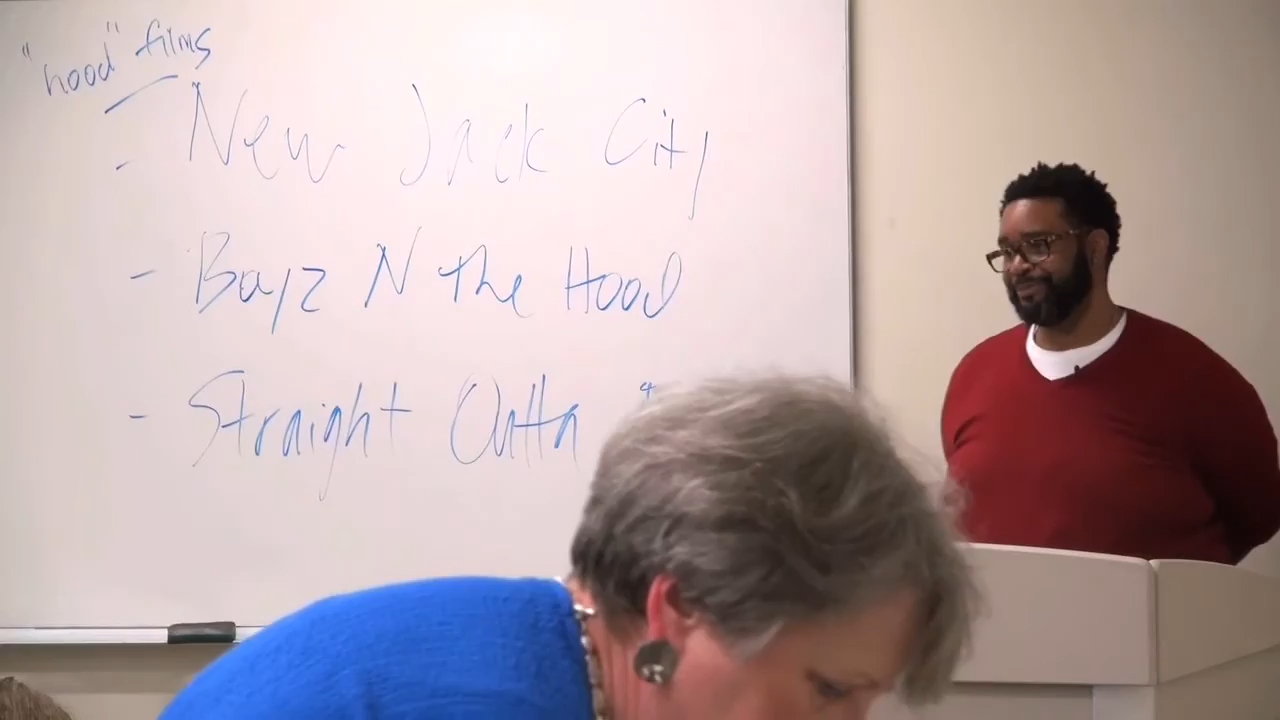 "hood" films
- New Jack City
- Boyz N the Hood
- Straight Outta